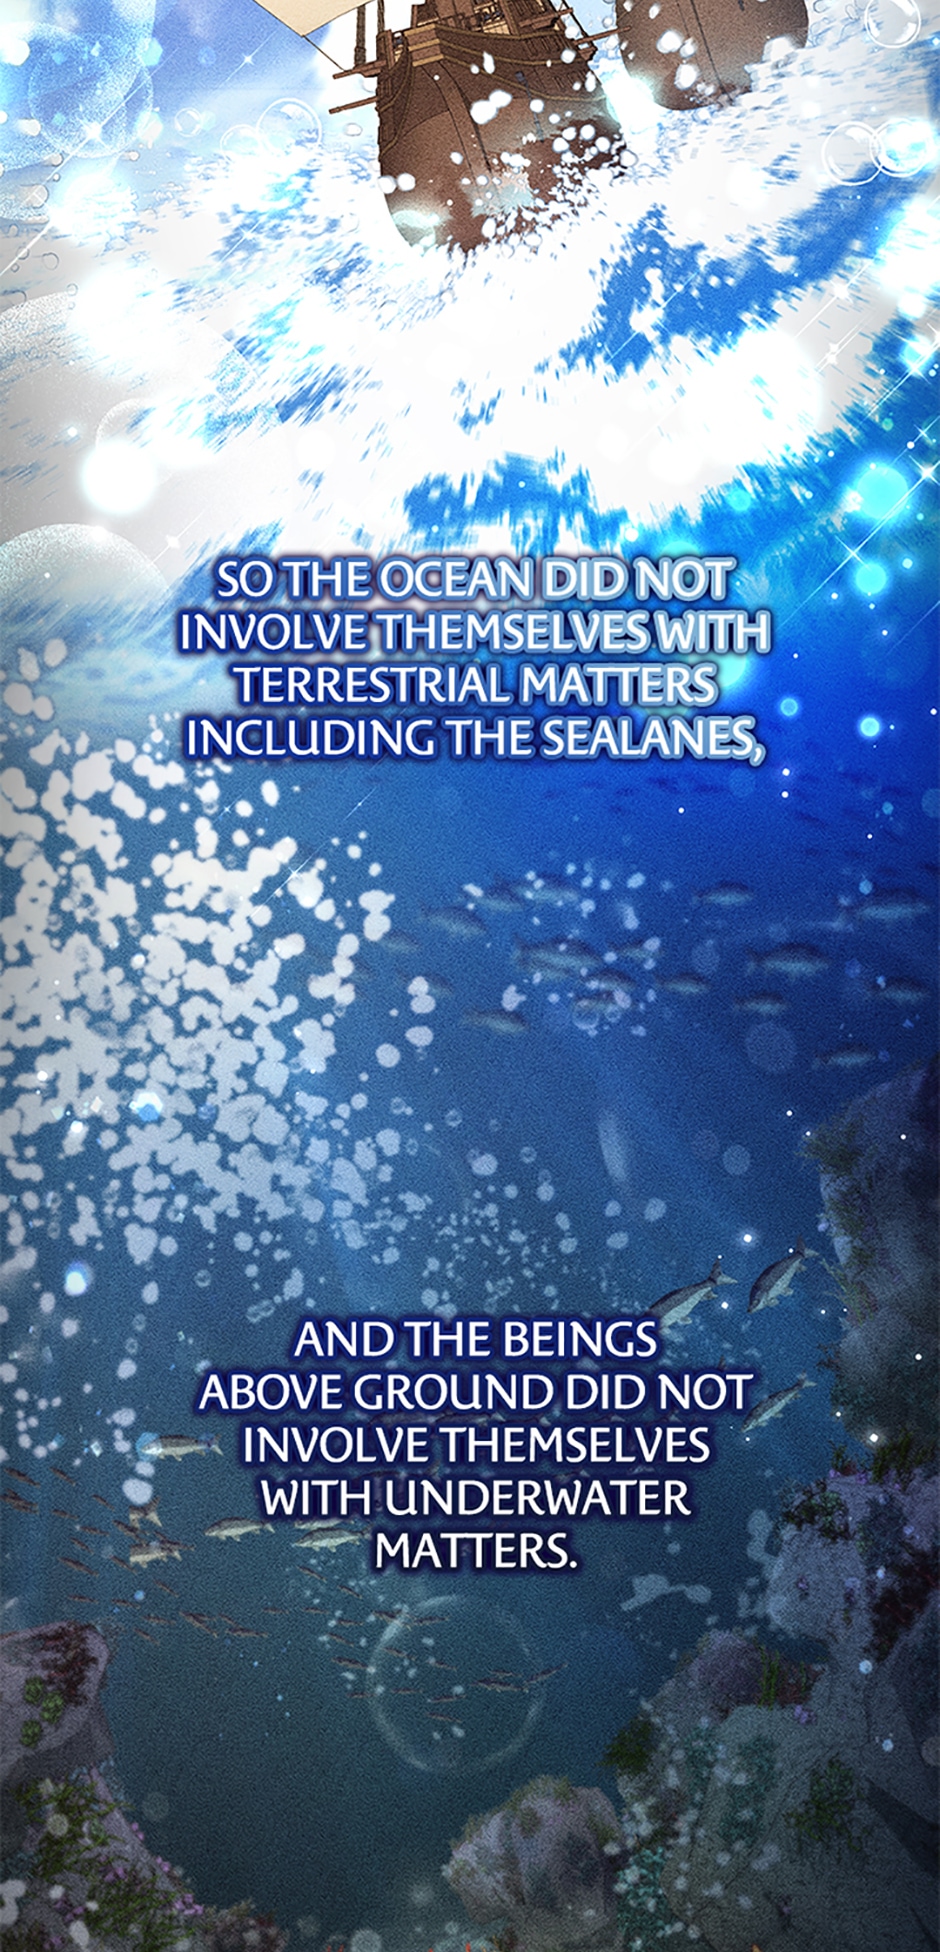 SO THE OCEAN DID NOT
INVOLVE THEMSELVES WITH
TERRESTRIAL MATTERS
INCLUDING THE SEALANES,
AND THE BEINGS
ABOVE GROUND DID NOT
INVOLVE THEMSELVES
WITH UNDERWATER
MATTERS.